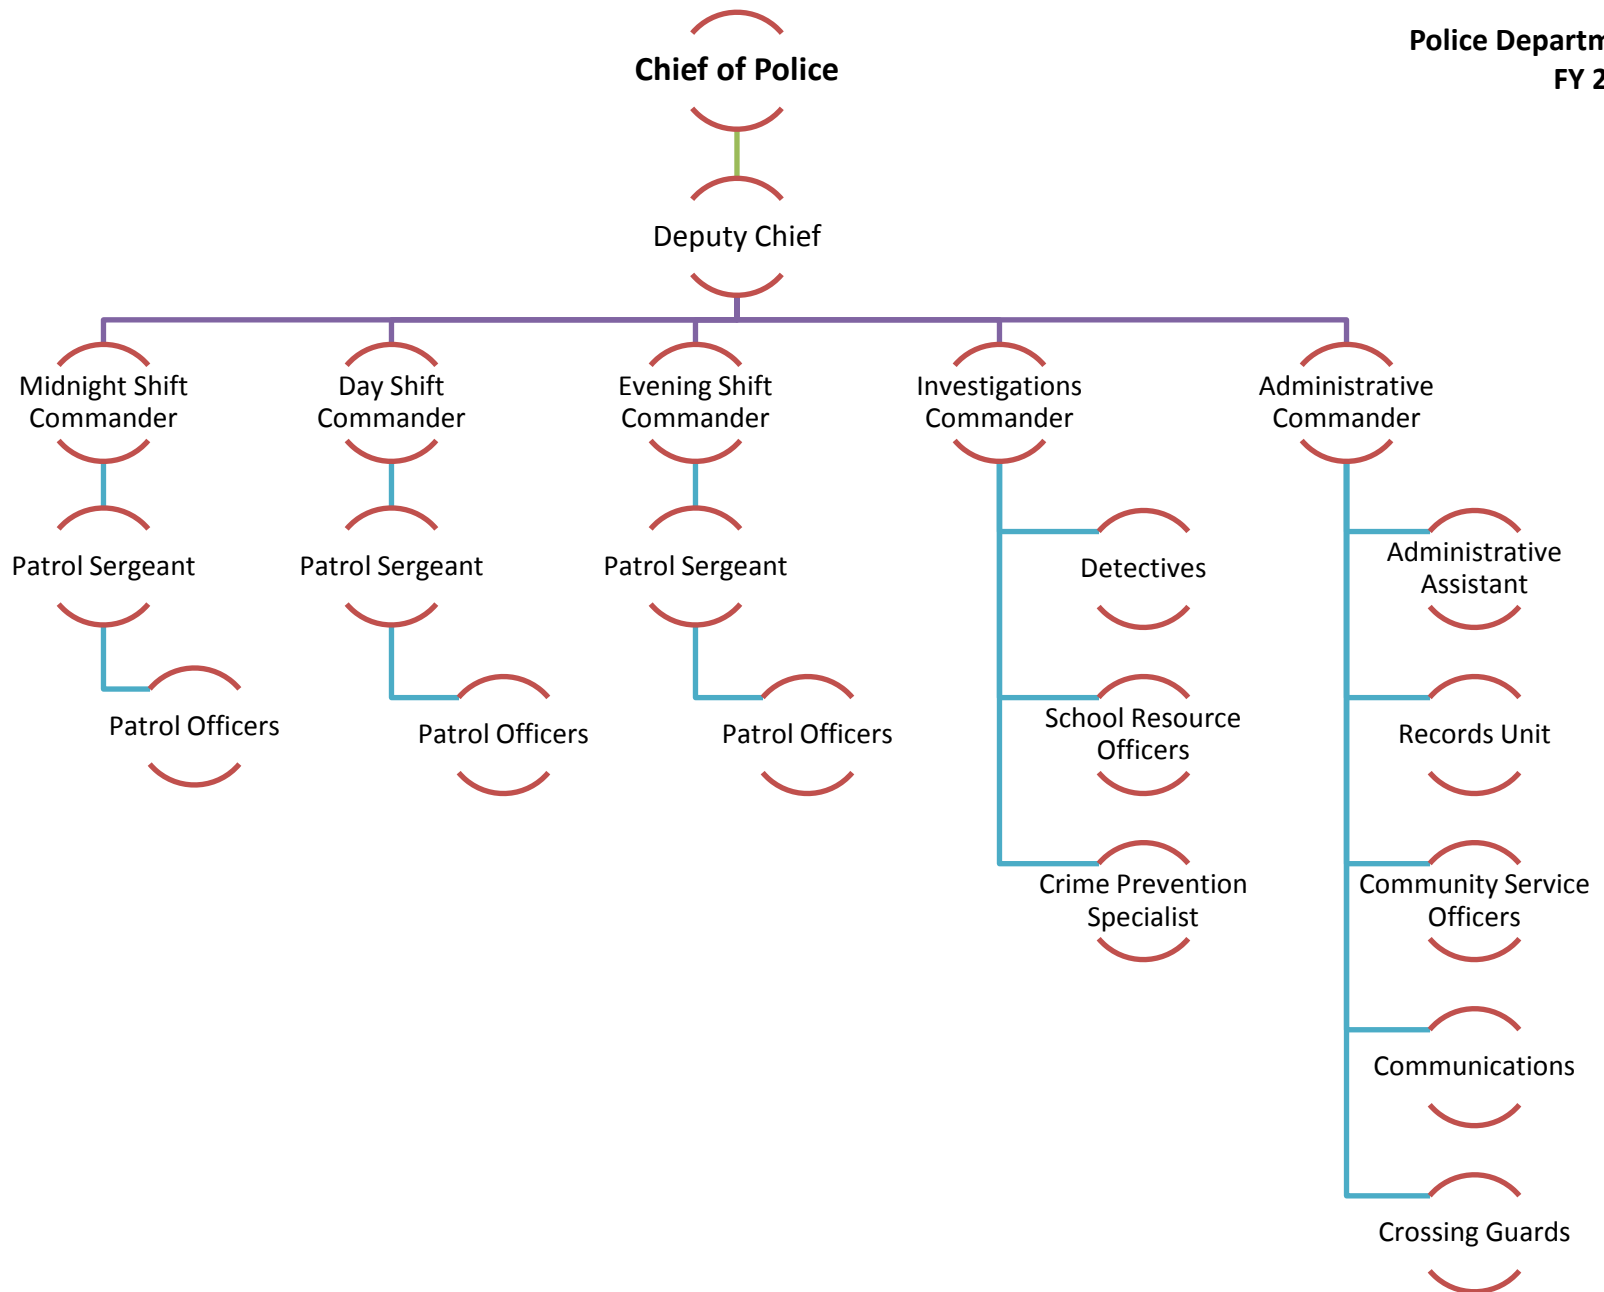 Chief of Police
Police Departm
FY 2
Deputy Chief
Midnight Shift
Commander
Day Shift
Commander
Evening Shift
Commander
Investigations
Commander
Administrative
Commander
Patrol Sergeant
Patrol Sergeant
Patrol Sergeant
Detectives
Administrative
Assistant
Patrol Officers
Patrol Officers
Patrol Officers
School Resource
Officers
Records Unit
Crime Prevention
Specialist
Community Service
Officers
Communications
Crossing Guards